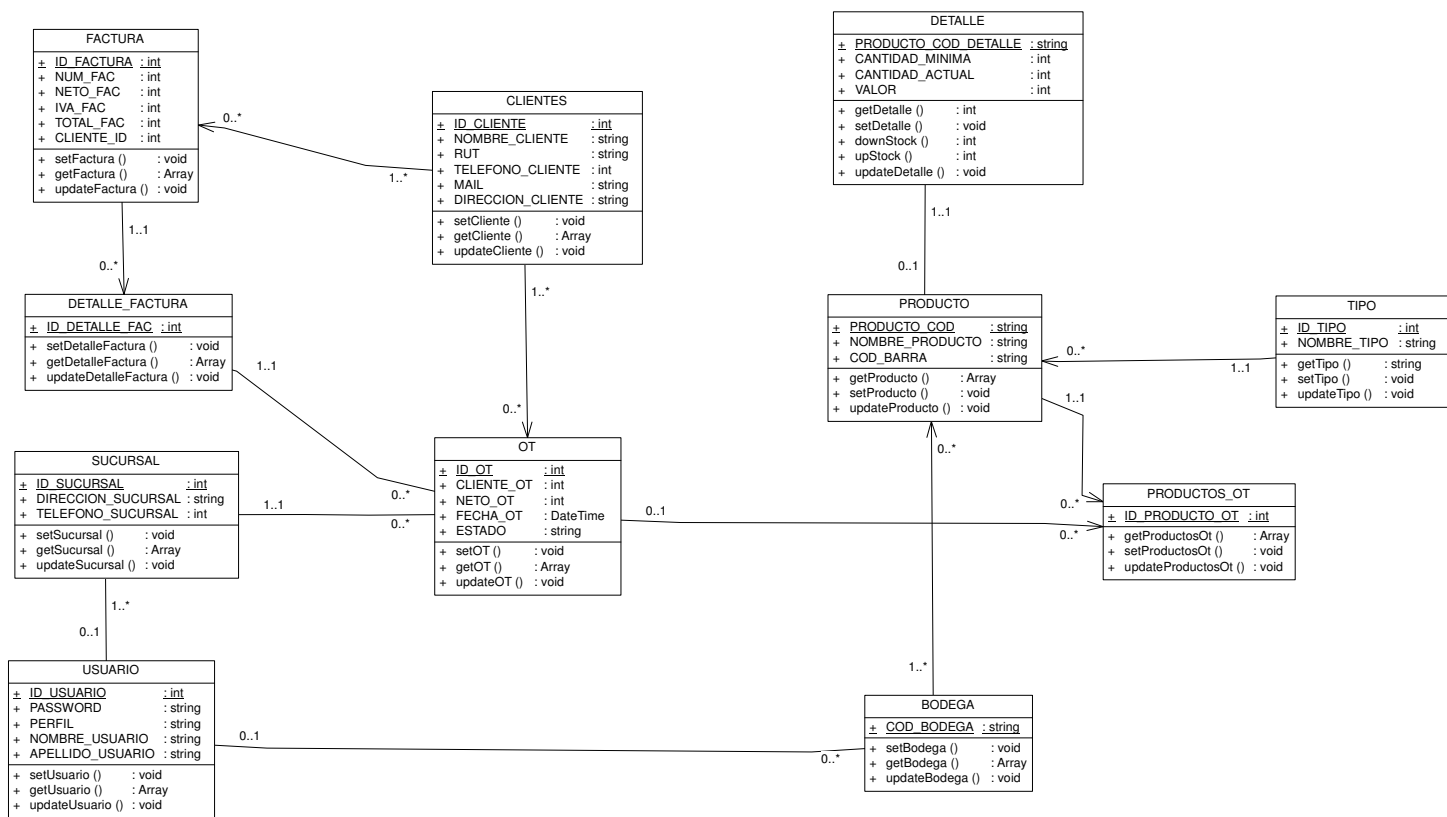 FACTURA
+ ID_FACTURA : int
+ NUM_FAC : int
+ NETO_FAC : int
+ IVA_FAC : int
+ TOTAL_FAC : int
+ CLIENTE_ID : int
+ setFactura () : void
+ getFactura () : Array
+ updateFactura () : void
0..*
1..*
1..1
0..*
CLIENTES
+ ID_CLIENTE : int
+ NOMBRE_CLIENTE : string
+ RUT : string
+ TELEFONO_CLIENTE : int
+ MAIL : string
+ DIRECCION_CLIENTE : string
+ setCliente () : void
+ getCliente () : Array
+ updateCliente () : void
1..*
0..*
DETALLE
+ PRODUCTO_COD_DETALLE : string
+ CANTIDAD_MINIMA : int
+ CANTIDAD_ACTUAL : int
+ VALOR : int
+ getDetalle () : int
+ setDetalle () : void
+ downStock () : int
+ upStock () : int
+ updateDetalle () : void
1..1
0..1
DETALLE_FACTURA
+ ID_DETALLE_FAC : int
+ setDetalleFactura () : void
+ getDetalleFactura () : Array
+ updateDetalleFactura () : void
1..1
0..*
PRODUCTO
+ PRODUCTO_COD : string
+ NOMBRE_PRODUCTO : string
+ COD_BARRA : string
+ getProducto () : Array
+ setProducto () : void
+ updateProducto () : void
0..*
1..1
TIPO
+ ID_TIPO : int
+ NOMBRE_TIPO : string
+ getTipo () : string
+ setTipo () : void
+ updateTipo () : void
1..1
0..*
0..*
1..*
SUCURSAL
+ ID_SUCURSAL : int
+ DIRECCION_SUCURSAL : string
+ TELEFONO_SUCURSAL : int
+ setSucursal () : void
+ getSucursal () : Array
+ updateSucursal () : void
1..1
0..*
OT
+ ID_OT : int
+ CLIENTE_OT : int
+ NETO_OT : int
+ FECHA_OT : DateTime
+ ESTADO : string
+ setOT () : void
+ getOT () : Array
+ updateOT () : void
0..1
0..*
PRODUCTOS_OT
+ ID_PRODUCTO_OT : int
+ getProductosOt () : Array
+ setProductosOt () : void
+ updateProductosOt () : void
1..*
0..1
USUARIO
+ ID_USUARIO : int
+ PASSWORD : string
+ PERFIL : string
+ NOMBRE_USUARIO : string
+ APELLIDO_USUARIO : string
+ setUsuario () : void
+ getUsuario () : Array
+ updateUsuario () : void
0..1
0..*
BODEGA
+ COD_BODEGA : string
+ setBodega () : void
+ getBodega () : Array
+ updateBodega () : void